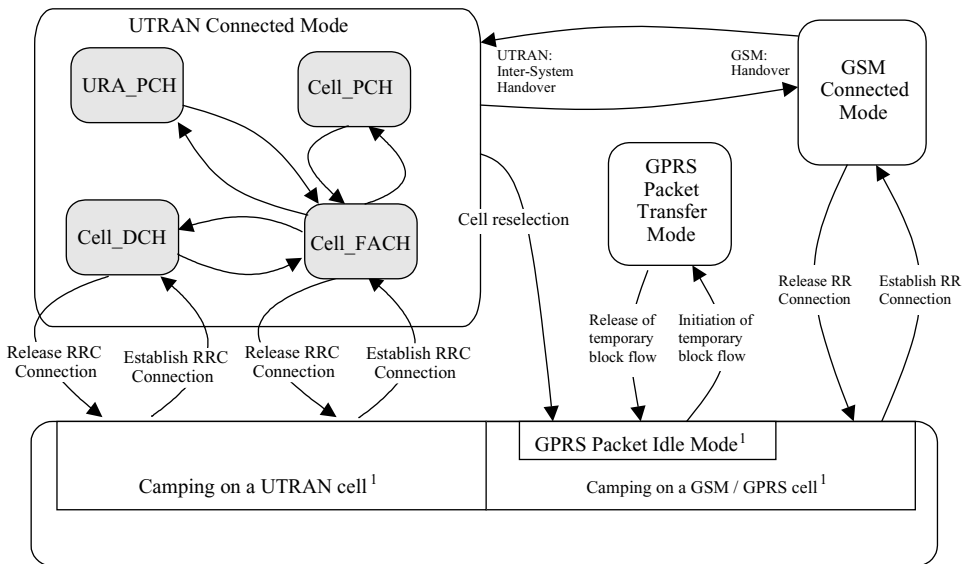 UTRAN Connected Mode
URA_PCH
Cell_PCH
Cell_DCH
Cell_FACH
UTRAN:
Inter-System
Handover
GSM:
Handover
GSM
Connected
Mode
GPRS
Packet
Transfer
Mode
Cell reselection
Release RRC
Connection
Establish RRC
Connection
Release RRC
Connection
Establish RRC
Connection
Release of
temporary
block flow
Initiation of
temporary
block flow
Release RR
Connection
Establish RR
Connection
GPRS Packet Idle Mode¹
Camping on a UTRAN cell¹
Camping on a GSM / GPRS cell¹